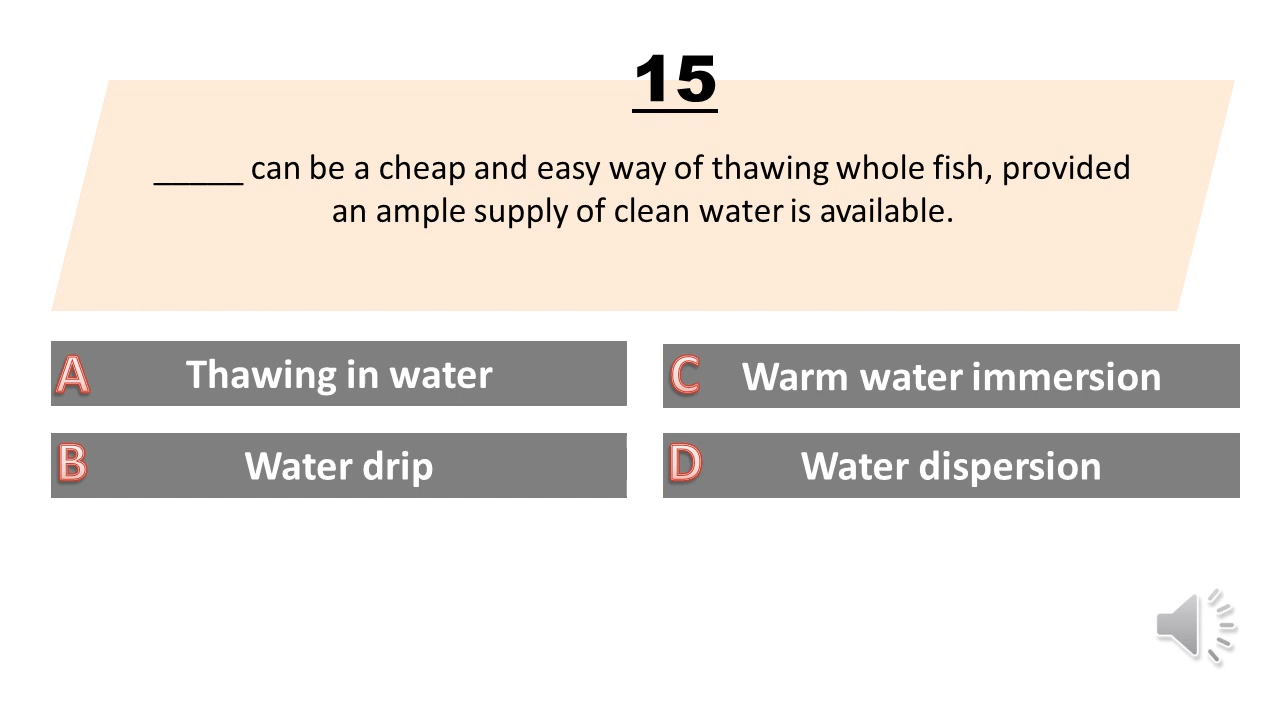 15
_____ can be a cheap and easy way of thawing whole fish, provided
an ample supply of clean water is available.
A Thawing in water
B Water drip
C Warm water immersion
D Water dispersion